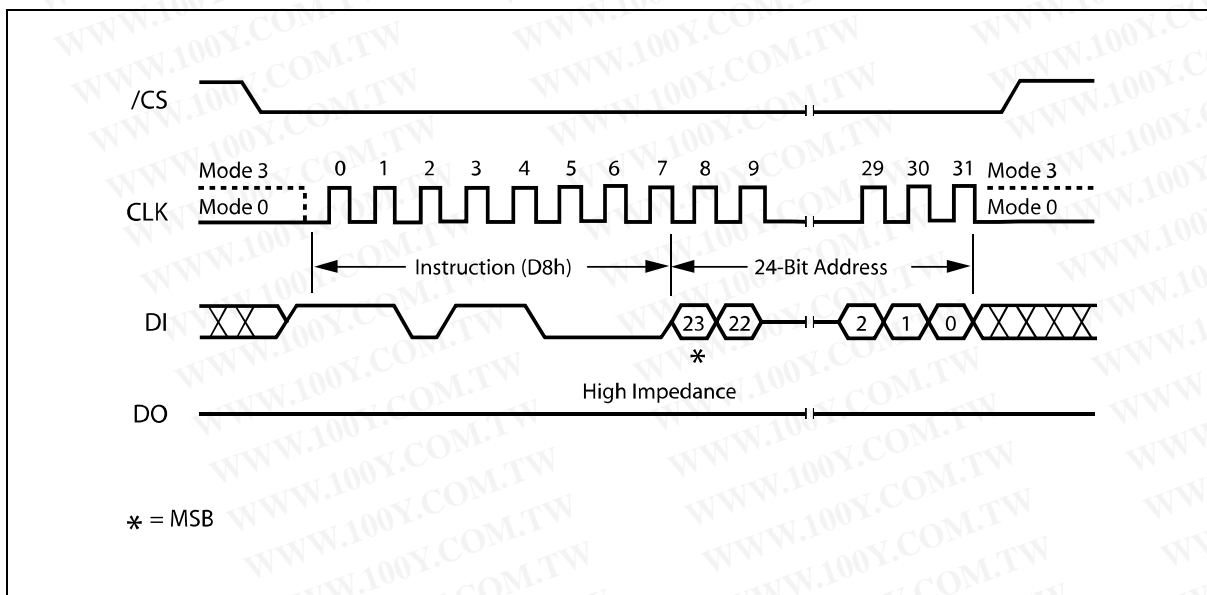 /CS
Mode 3 0 1 2 3 4 5 6 7 8 9 29 30 31 Mode 3
CLK Mode 0 Mode 0
Instruction (D8h) 24-Bit Address
DI 23 22 2 1 0
*
High Impedance
DO
* = MSB
WWW.100Y.COM.TW